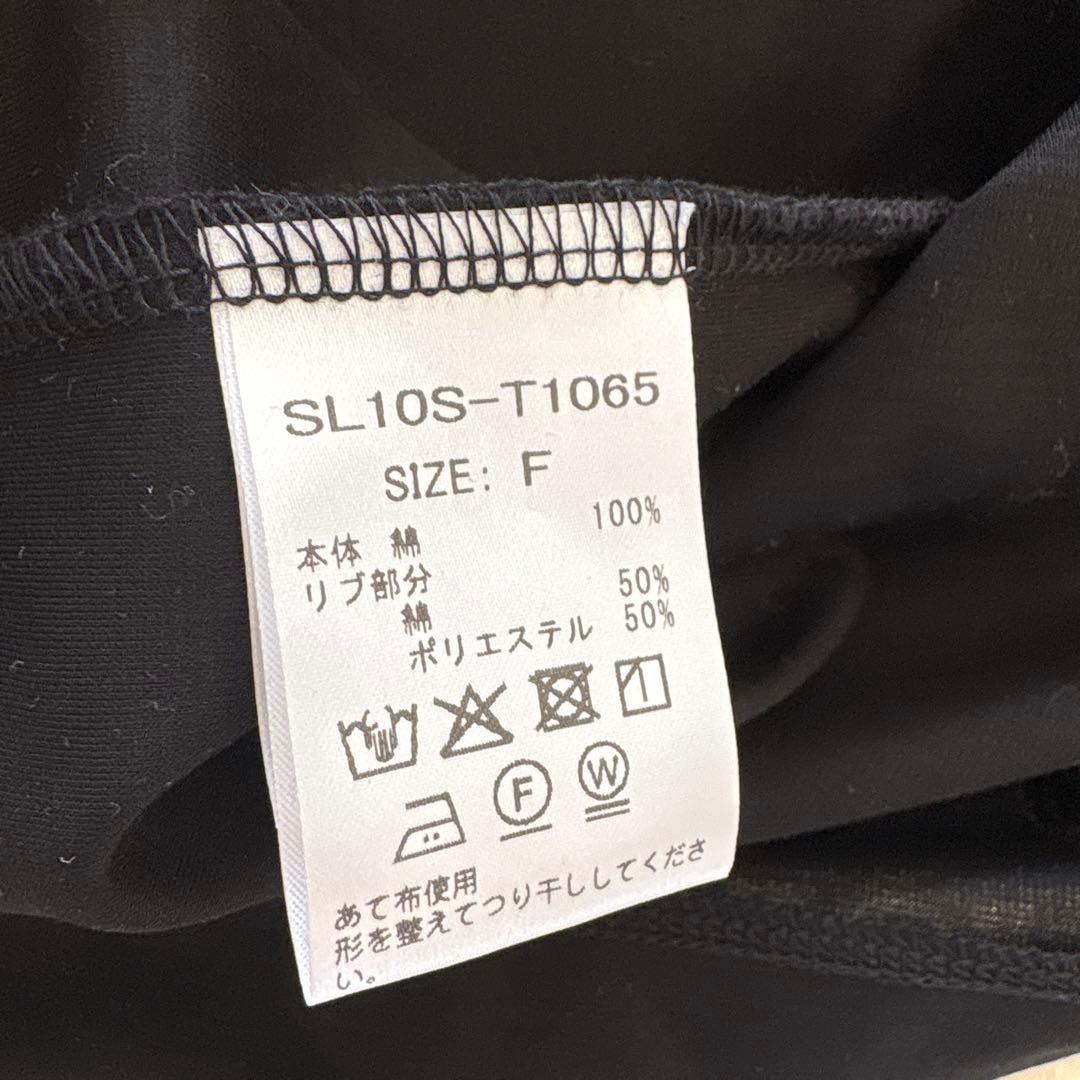 SL10S-T1065
SIZE: F
本体 綿 100%
リブ部分
綿 50%
ポリエステル 50%
F W
あて布使用
形を整えてつり干ししてくださ
い。